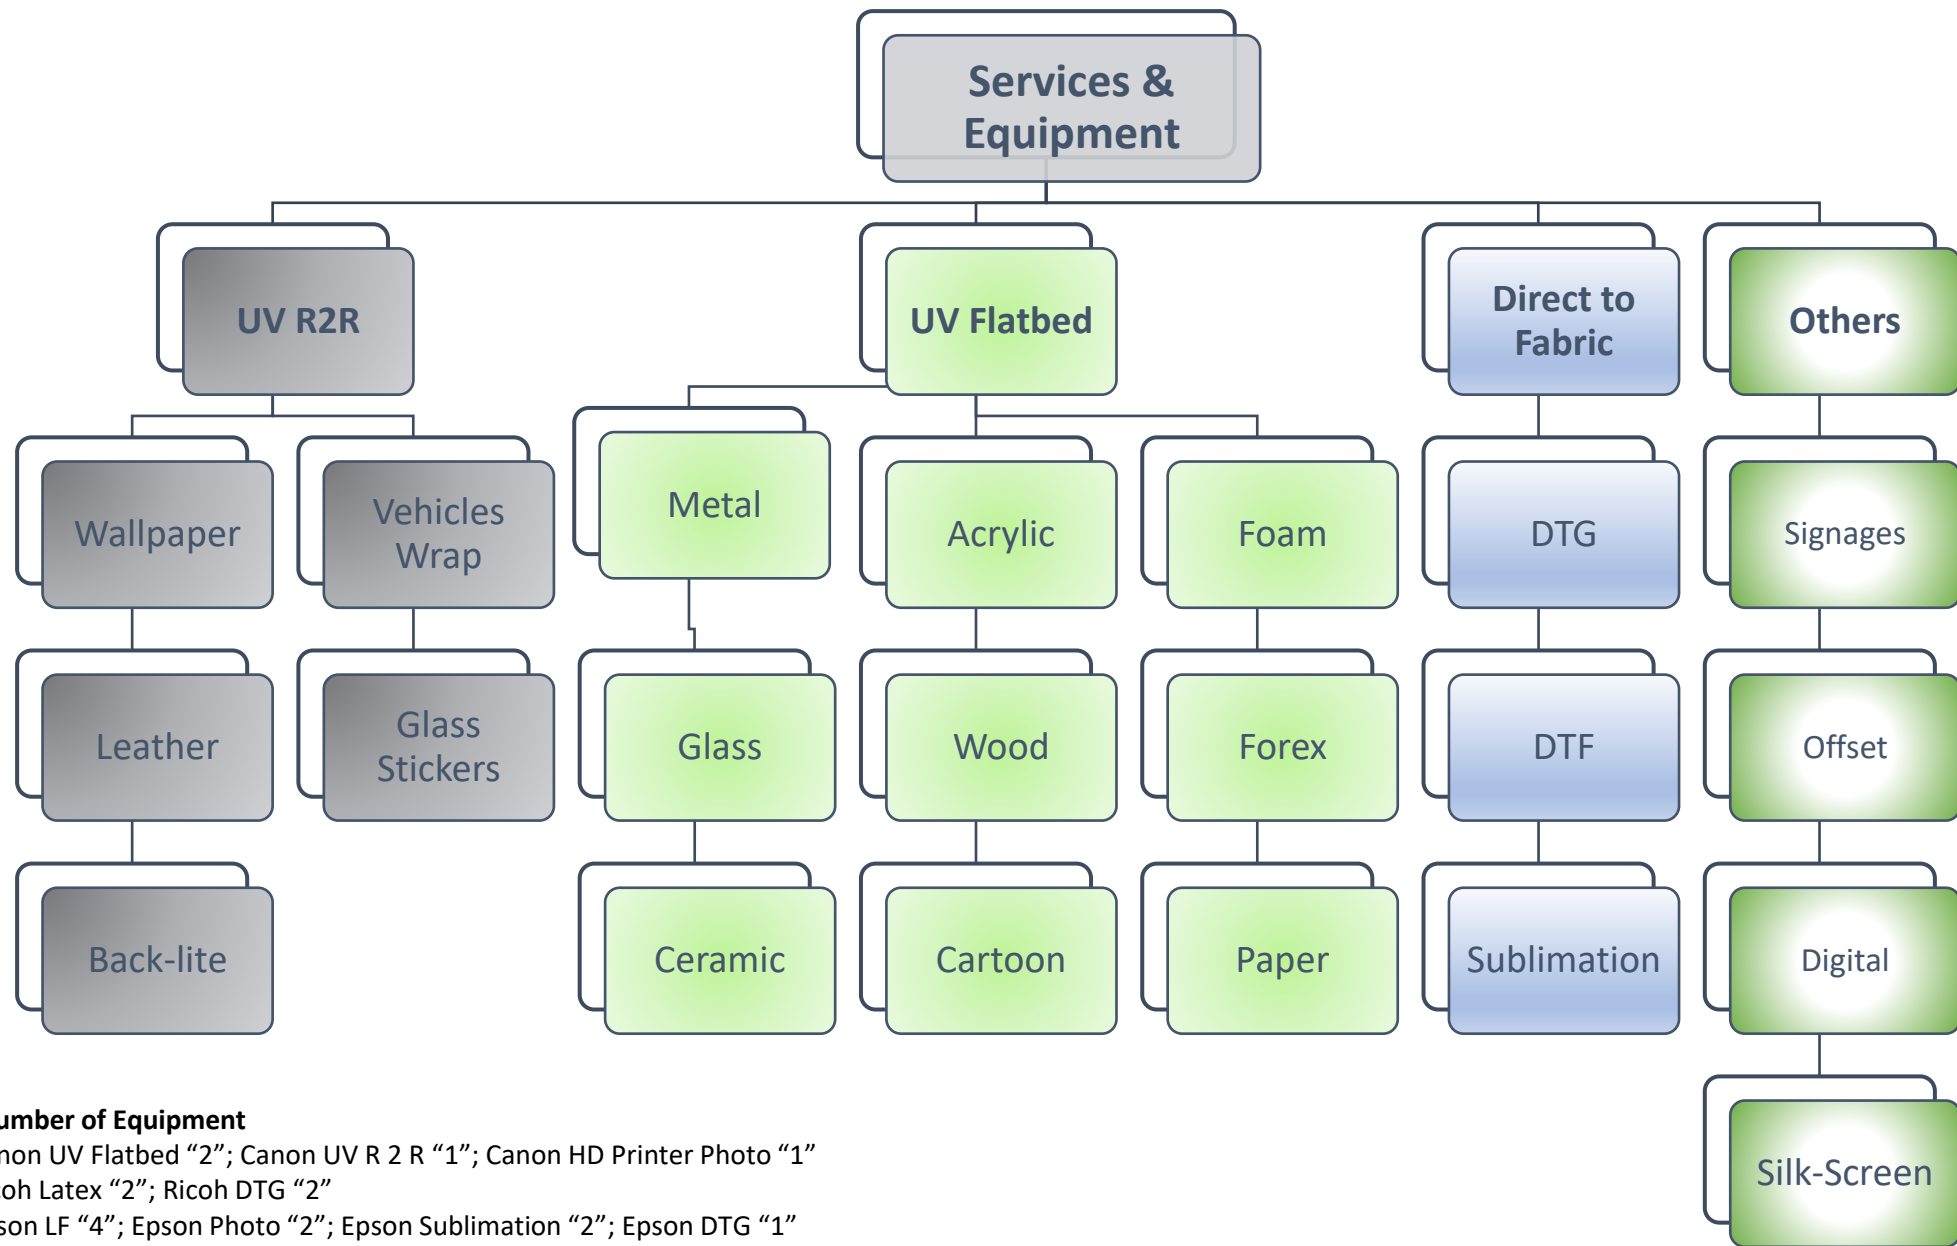 Services &
Equipment
UV R2R
UV Flatbed
Direct to
Fabric
Others
Wallpaper
Vehicles
Wrap
Metal
Acrylic
Foam
DTG
Signages
Leather
Glass
Stickers
Glass
Wood
Forex
DTF
Offset
Back-lite
Ceramic
Cartoon
Paper
Sublimation
Digital
Silk-Screen
umber of Equipment
non UV Flatbed “2”; Canon UV R 2 R “1”; Canon HD Printer Photo “1”
coh Latex “2”; Ricoh DTG “2”
son LF “4”; Epson Photo “2”; Epson Sublimation “2”; Epson DTG “1”